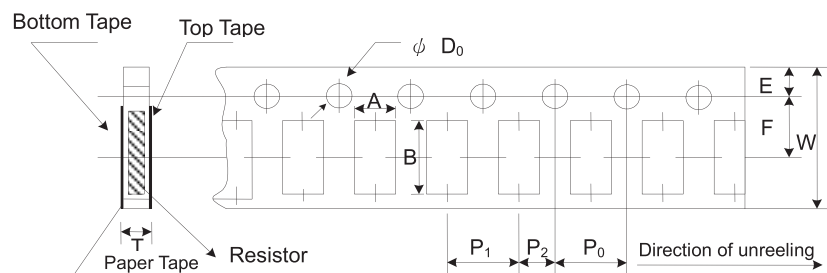 Bottom Tape
Top Tape
ψ D₀
E
A
F
W
B
T
Paper Tape
Resistor
P₁
P₂
P₀
Direction of unreeling